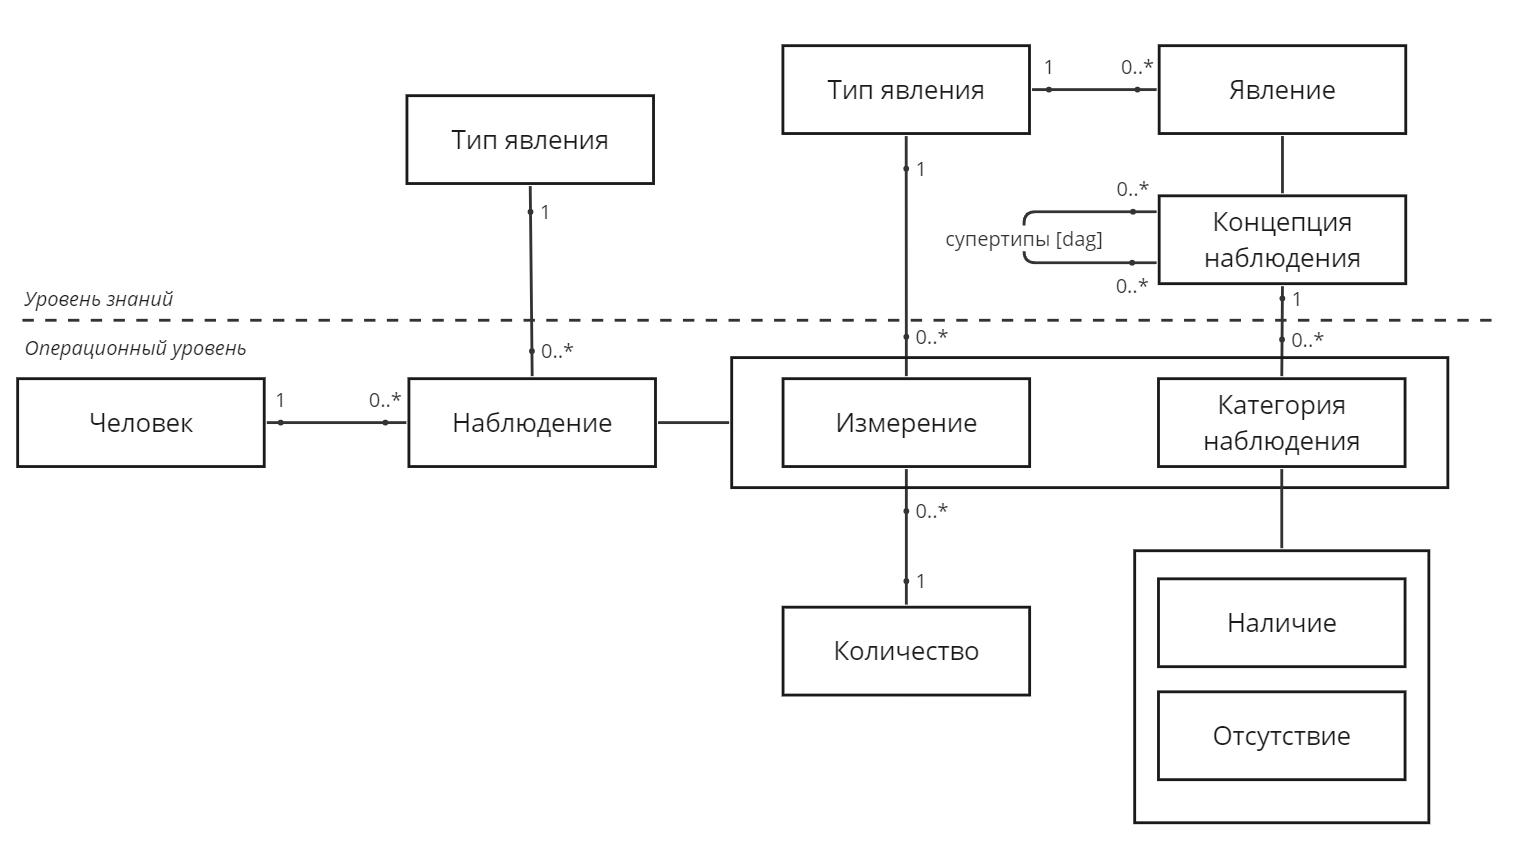 Тип явления
1
0..*
Явление
Тип явления
1
1
0..*
супертипы [dag]
0..*
Концепция
наблюдения
Уровень знаний
1
Операционный уровень
0..*
0..*
0..*
Человек
1
0..*
Наблюдение
Измерение
Категория
наблюдения
0..*
1
Количество
Наличие
Отсутствие